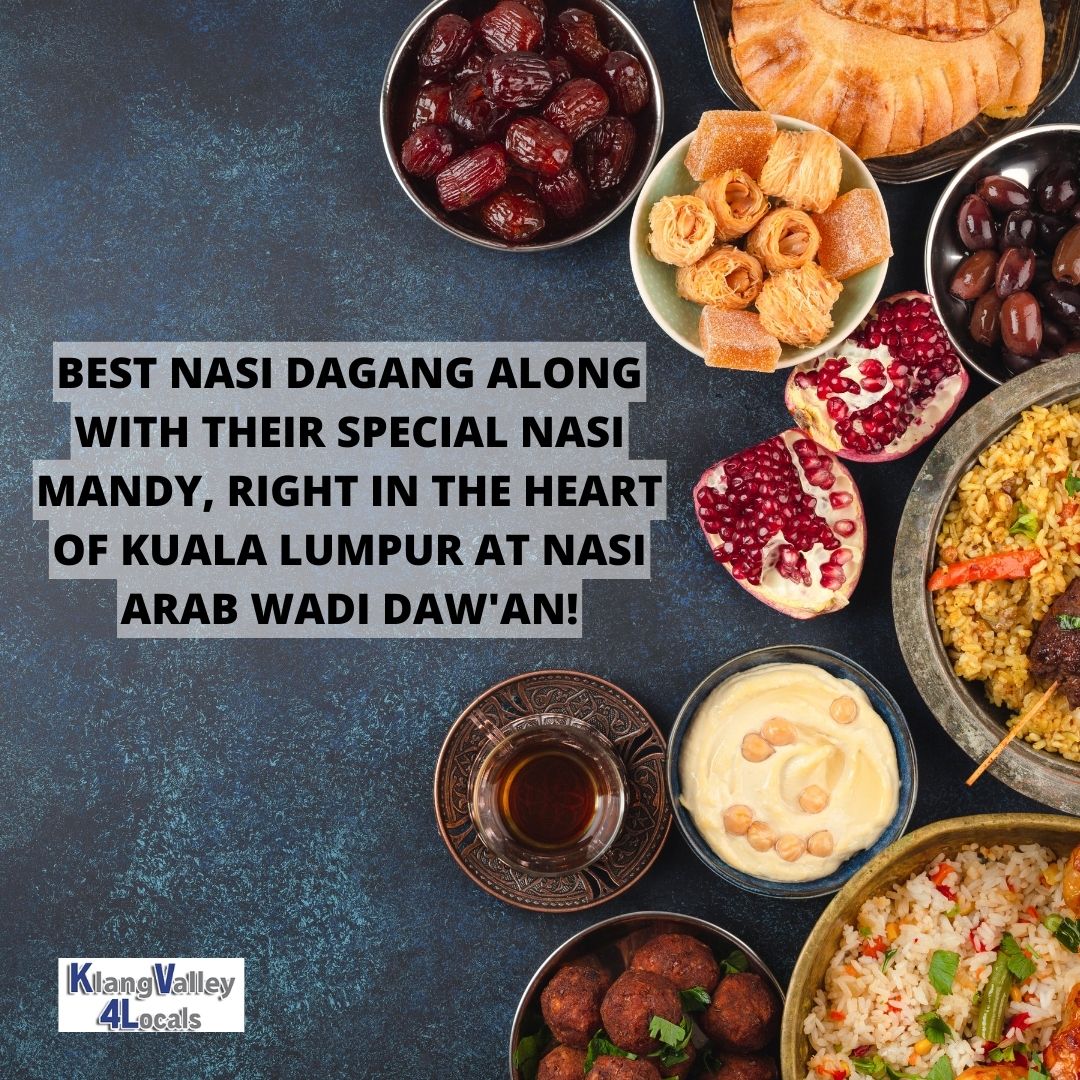 BEST NASI DAGANG ALONG
WITH THEIR SPECIAL NASI
MANDY, RIGHT IN THE HEART
OF KUALA LUMPUR AT NASI
ARAB WADI DAW'AN!
KlangValley
4Locals